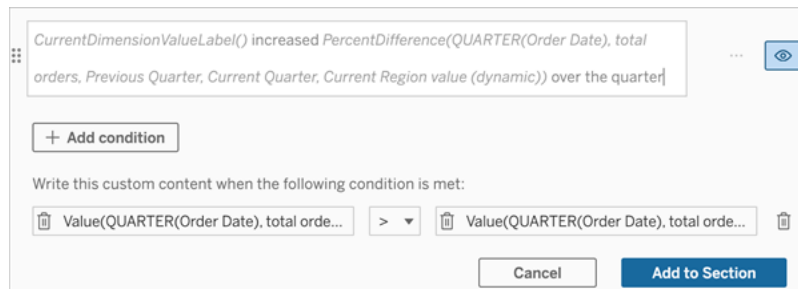 CurrentDimensionValueLabel() increased PercentDifference(QUARTER(Order Date), total
orders, Previous Quarter, Current Quarter, Current Region value (dynamic)) over the quarter
+ Add condition
Write this custom content when the following condition is met:
Value(QUARTER(Order Date), total orde... > Value(QUARTER(Order Date), total orde...
Cancel Add to Section